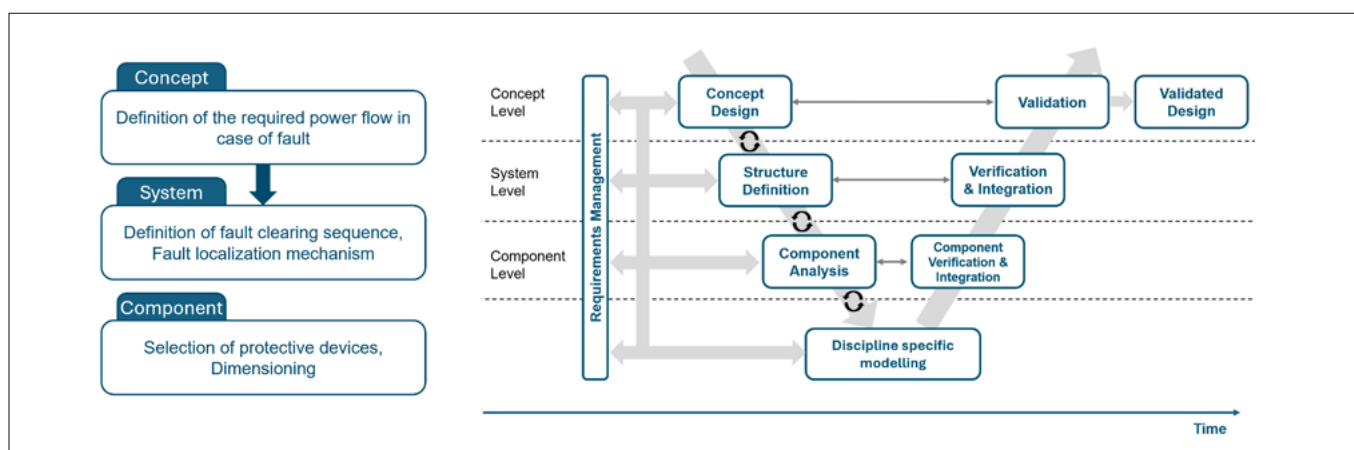 Concept
Definition of the required power flow in
case of fault
System
Definition of fault clearing sequence,
Fault localization mechanism
Component
Selection of protective devices,
Dimensioning
Concept
Level
System
Level
Component
Level
Requirements Management
Concept
Design
Validation
Validated
Design
Structure
Definition
Verification
& Integration
Component
Analysis
Component
Verification &
Integration
Discipline specific
modelling
Time